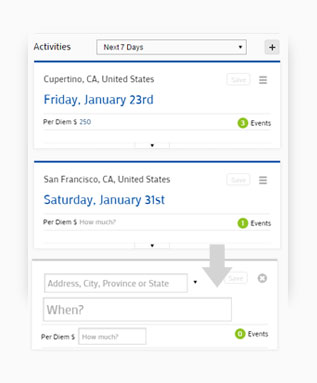 Activities Next 7 Days +
Cupertino, CA, United States Save
Friday, January 23rd
Per Diem $ 250 3 Events
San Francisco, CA, United States Save
Saturday, January 31st
Per Diem $ How much? 1 Events
Address, City, Province or State Save
When?
Per Diem $ How much? 0 Events